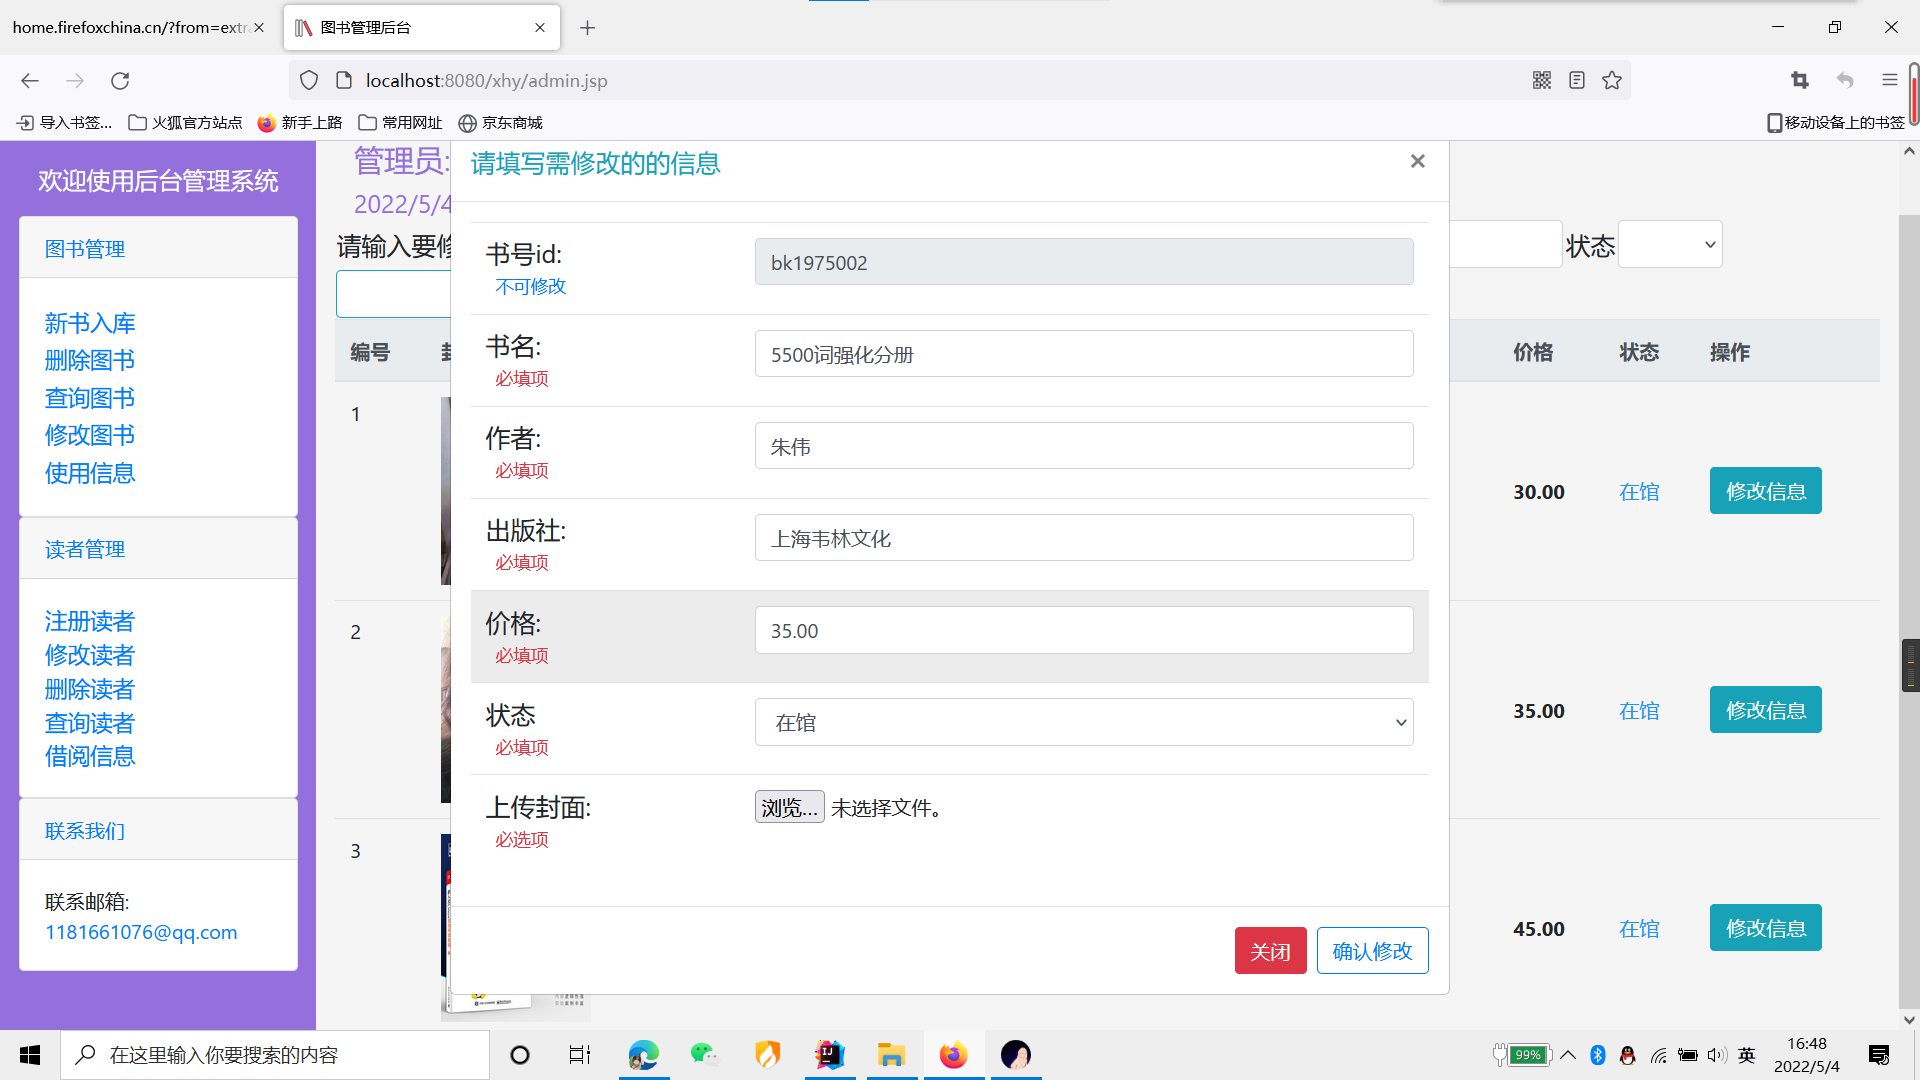 home.firefoxchina.cn/?from=extr
图书管理后台
localhost:8080/xhy/admin.jsp
导入书签...
火狐官方站点
新手上路
常用网址
京东商城
移动设备上的书签
欢迎使用后台管理系统
图书管理
新书入库
删除图书
查询图书
修改图书
使用信息
读者管理
注册读者
修改读者
删除读者
查询读者
借阅信息
联系我们
联系邮箱:
1181661076@qq.com
管理员:
2022/5/4
请输入要修
状态
编号
价格
状态
操作
1
30.00
在馆
修改信息
2
35.00
在馆
修改信息
3
45.00
在馆
修改信息
请填写需修改的的信息
×
书号id:
不可修改
bk1975002
书名:
必填项
5500词强化分册
作者:
必填项
朱伟
出版社:
必填项
上海韦林文化
价格:
必填项
35.00
状态
必填项
在馆
上传封面:
必选项
浏览...
未选择文件。
关闭
确认修改
在这里输入你要搜索的内容
99%
英
16:48
2022/5/4